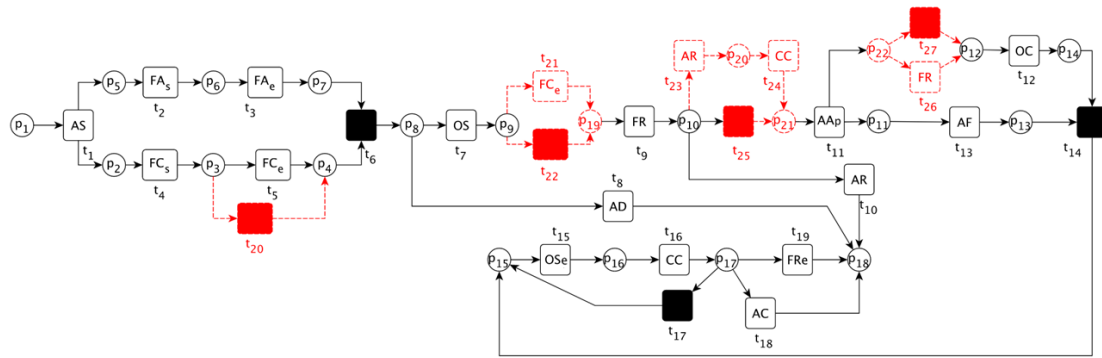 t21 AR p20 CC p22 t27 p12 OC p14
p5 FAs p6 FAe p7 FCe t23 t24 FR t12
t2 t3 t26
p1 AS p8 OS p9 p19 FR p10 p21 AAp p11 AF p13
t1 t6 t7 t22 t9 t25 t11 t13 t14
p2 FCs p3 FCe p4 t8 AR
t4 t5 AD t10
t20 t15 t16 t19
p15 OSe p16 CC p17 FRe p18
AC
t17 t18